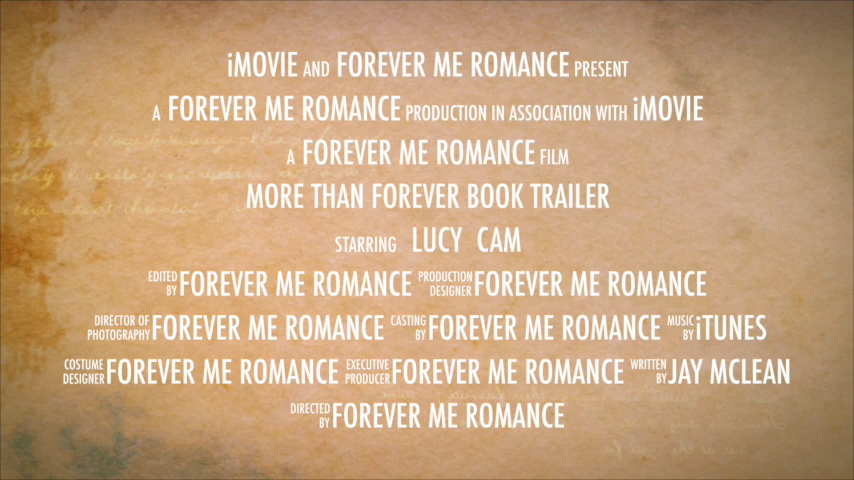 iMOVIE AND FOREVER ME ROMANCE PRESENT
A FOREVER ME ROMANCE PRODUCTION IN ASSOCIATION WITH iMOVIE
A FOREVER ME ROMANCE FILM
MORE THAN FOREVER BOOK TRAILER
STARRING LUCY CAM
EDITED BY FOREVER ME ROMANCE PRODUCTION DESIGNER FOREVER ME ROMANCE
DIRECTOR OF PHOTOGRAPHY FOREVER ME ROMANCE CASTING BY FOREVER ME ROMANCE MUSIC BY iTUNES
COSTUME DESIGNER FOREVER ME ROMANCE EXECUTIVE PRODUCER FOREVER ME ROMANCE WRITTEN BY JAY MCLEAN
DIRECTED BY FOREVER ME ROMANCE